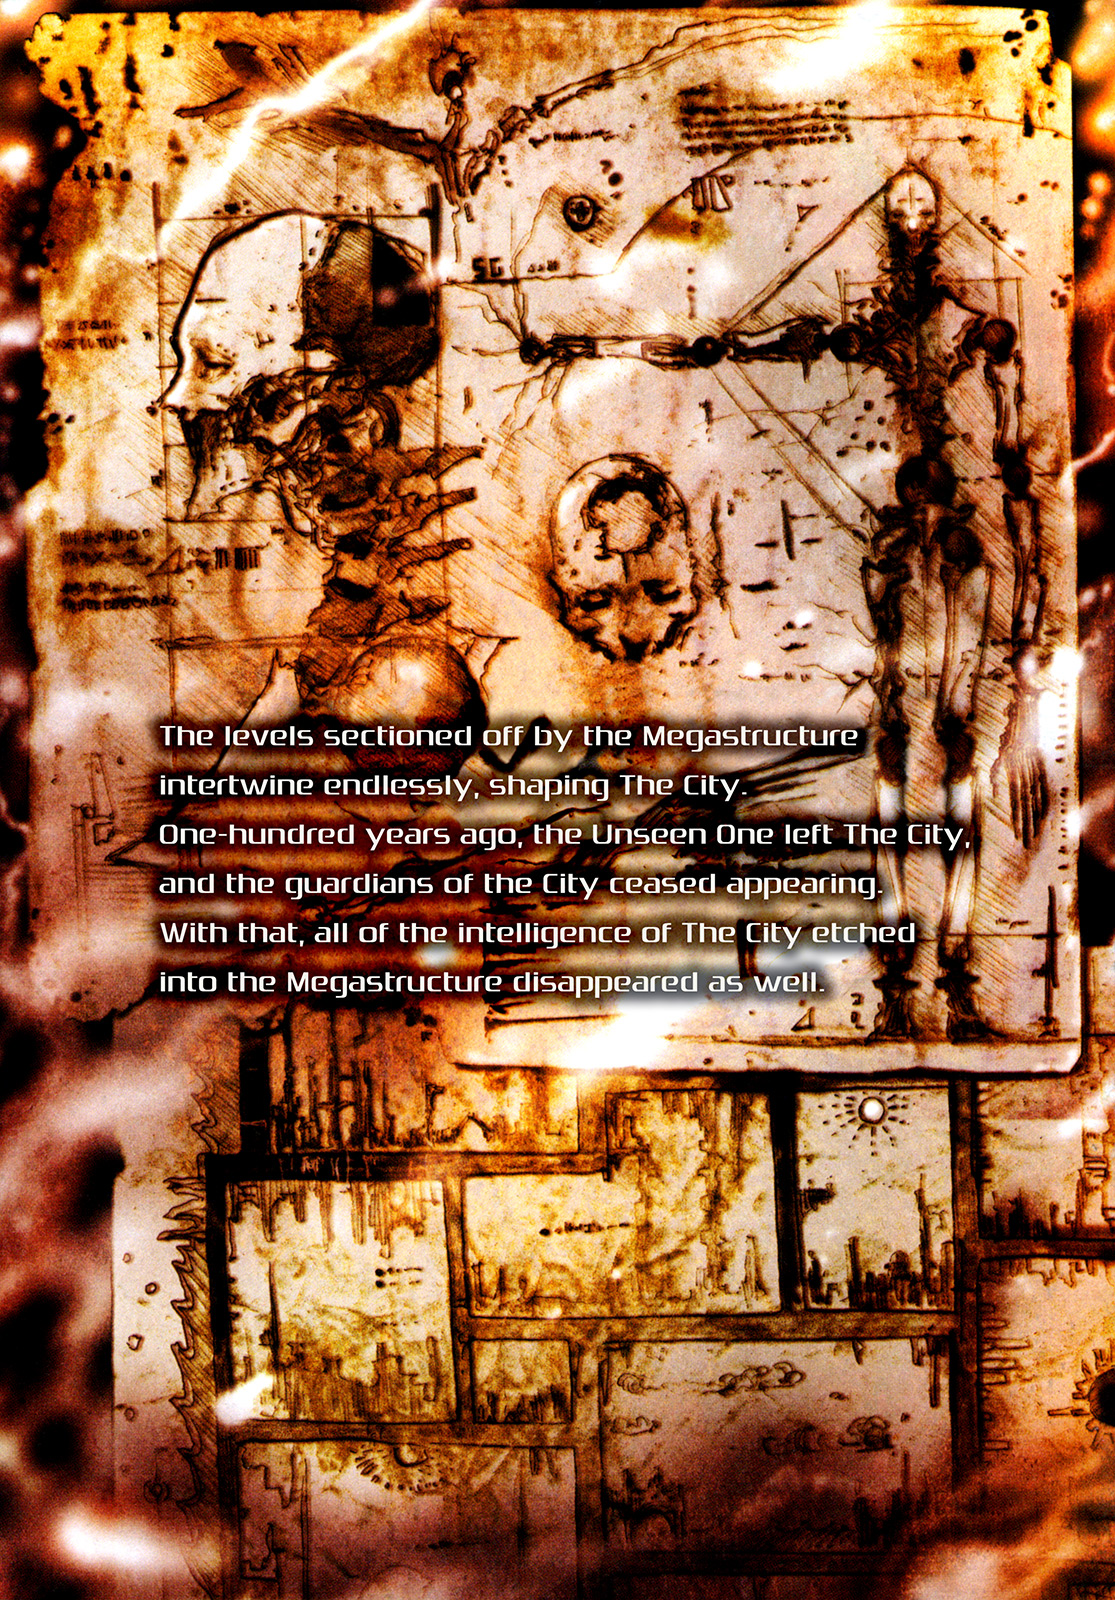 SG
The levels sectioned off by the Megastructure
intertwine endlessly, shaping The City.
One-hundred years ago, the Unseen One left The City,
and the guardians of the City ceased appearing.
With that, all of the intelligence of The City etched
into the Megastructure disappeared as well.